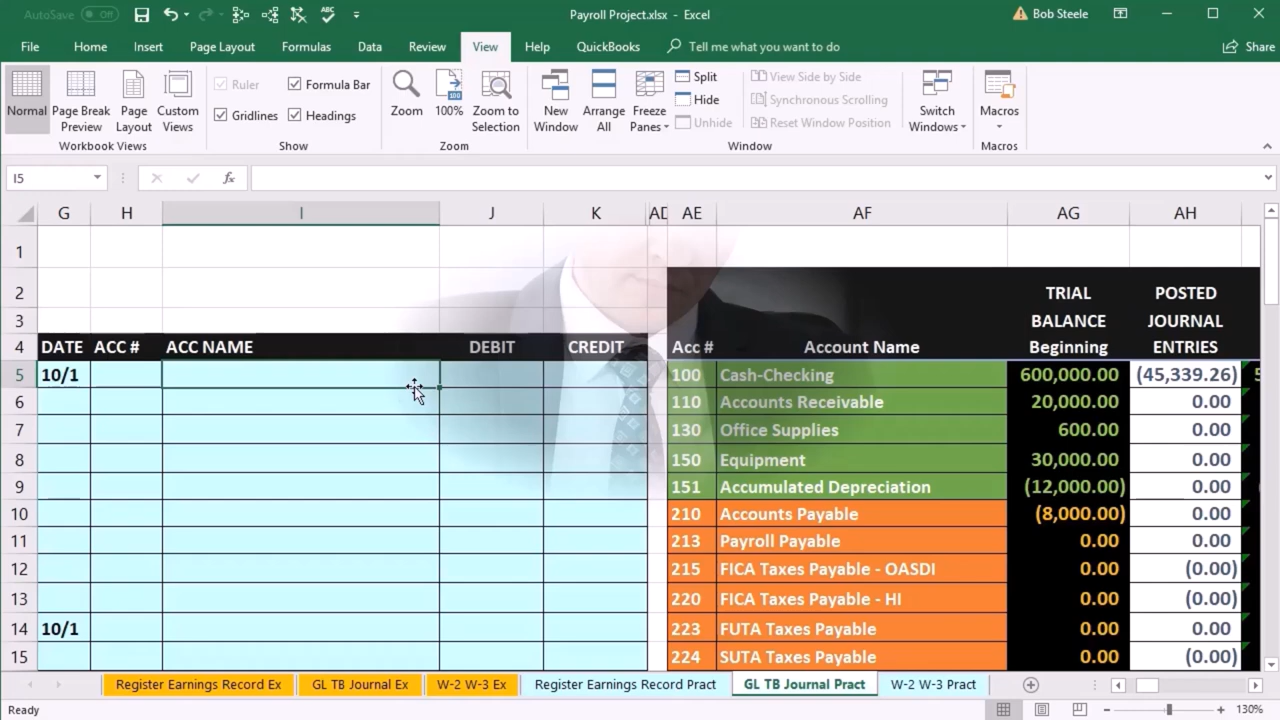 AutoSave Off
Payroll Project.xlsx - Excel
Bob Steele
File Home Insert Page Layout Formulas Data Review View Help QuickBooks Tell me what you want to do Share
Normal
Page Break Preview
Page Layout
Custom Views
Workbook Views
Ruler
Formula Bar
Gridlines
Headings
Show
Zoom
100%
Zoom to Selection
Zoom
New Window
Arrange All
Freeze Panes
Split
Hide
Unhide
View Side by Side
Synchronous Scrolling
Reset Window Position
Switch Windows
Window
Macros
Macros
I5
fx
G H I J K AD AE AF AG AH
1
2 TRIAL POSTED
3 BALANCE JOURNAL
4 DATE ACC # ACC NAME DEBIT CREDIT Acc # Account Name Beginning ENTRIES
5 10/1 100 Cash-Checking 600,000.00 (45,339.26) 5
6 110 Accounts Receivable 20,000.00 0.00
7 130 Office Supplies 600.00 0.00
8 150 Equipment 30,000.00 0.00
9 151 Accumulated Depreciation (12,000.00) 0.00
10 210 Accounts Payable (8,000.00) 0.00
11 213 Payroll Payable 0.00 0.00
12 215 FICA Taxes Payable - OASDI 0.00 (0.00)
13 220 FICA Taxes Payable - HI 0.00 (0.00)
14 10/1 223 FUTA Taxes Payable 0.00 0.00
15 224 SUTA Taxes Payable 0.00 (0.00)
Register Earnings Record Ex GL TB Journal Ex W-2 W-3 Ex Register Earnings Record Pract GL TB Journal Pract W-2 W-3 Pract
Ready
130%